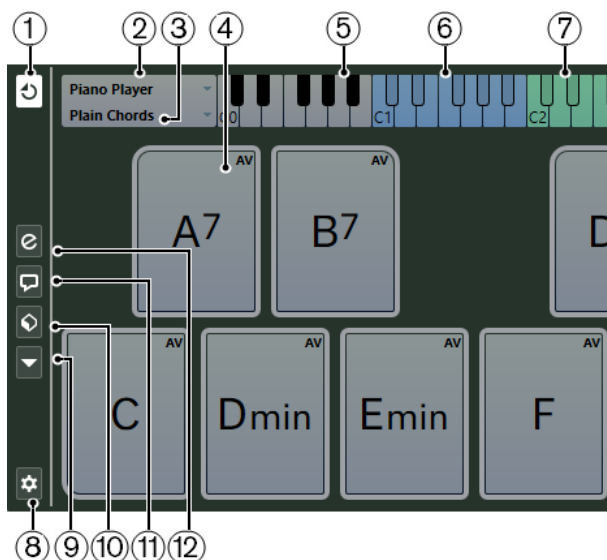 ① ② ③ ④ ⑤ ⑥ ⑦
Piano Player
Plain Chords
C0 C1 C2
AV AV
A7 B7 D
AV AV AV AV
C Dmin Emin F
⑧ ⑨ ⑩ ⑪ ⑫